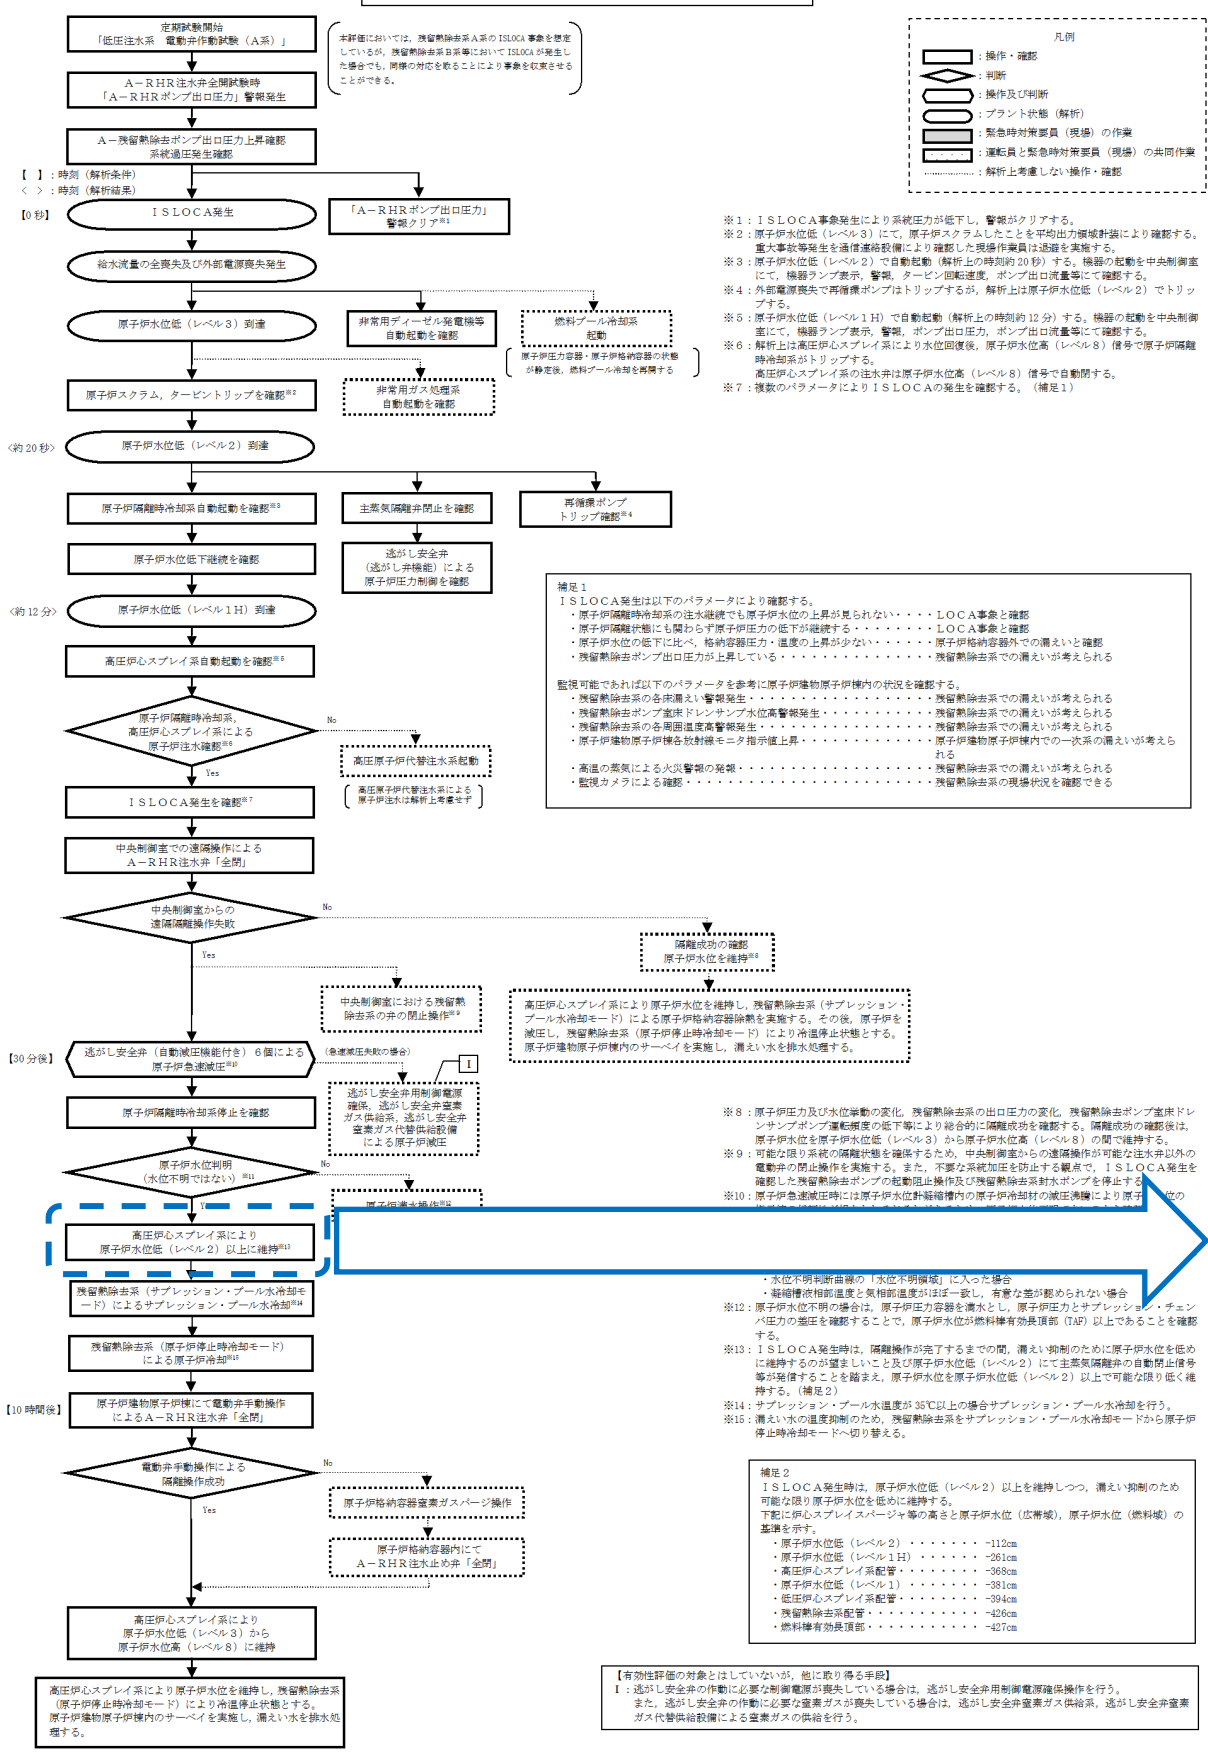 定期試験開始
「低圧注水系　電動弁作動試験（A系）」
A－RHR注水弁全開試験時
「A－RHRポンプ出口圧力」警報発生
A－残留熱除去ポンプ出口圧力上昇確認
系統過圧発生確認
本評価においては，残留熱除去系A系のISLOCA事象を想定
しているが，残留熱除去系B系等においてISLOCAが発生し
た場合でも，同様の対応を取ることにより事象を収束させる
ことができる。
凡例
：操作・確認
：判断
：操作及び判断
：プラント状態（解析）
：緊急時対策要員（現場）の作業
：運転員と緊急時対策要員（現場）の共同作業
：解析上考慮しない操作・確認
【　】：時刻（解析条件）
＜　＞：時刻（解析結果）
【0秒】
ISLOCA発生
「A－RHRポンプ出口圧力」
警報クリア※1
給水流量の全喪失及び外部電源喪失発生
原子炉水位低（レベル3）到達
非常用ディーゼル発電機等
自動起動を確認
燃料プール冷却系
起動
原子炉圧力容器・原子炉格納容器の状態
が静定後，燃料プール冷却を再開する
非常用ガス処理系
自動起動を確認
原子炉スクラム，タービントリップを確認※2
＜約20秒＞
原子炉水位低（レベル2）到達
原子炉隔離時冷却系自動起動を確認※3
主蒸気隔離弁閉止を確認
再循環ポンプ
トリップ確認※4
原子炉水位低下継続を確認
逃がし安全弁
（逃がし弁機能）による
原子炉圧力制御を確認
＜約12分＞
原子炉水位低（レベル1H）到達
高圧炉心スプレイ系自動起動を確認※5
原子炉隔離時冷却系，
高圧炉心スプレイ系による
原子炉注水確認※6
No
Yes
高圧原子炉代替注水系起動
高圧原子炉代替注水系による
原子炉注水は解析上考慮せず
ISLOCA発生を確認※7
中央制御室での遠隔操作による
A－RHR注水弁「全閉」
中央制御室からの
遠隔隔離操作失敗
No
Yes
隔離成功の確認
原子炉水位を維持※8
中央制御室における残留熱
除去系の弁の閉止操作※9
高圧炉心スプレイ系により原子炉水位を維持し，残留熱除去系（サプレッション・
プール水冷却モード）による原子炉格納容器除熱を実施する。その後，原子炉を
減圧し，残留熱除去系（原子炉停止時冷却モード）により冷温停止状態とする。
原子炉建物原子炉棟内のサーベイを実施し，漏えい水を排水処理する。
【30分後】
逃がし安全弁（自動減圧機能付き）6個による
原子炉急速減圧※10
（急速減圧失敗の場合）
I
逃がし安全弁用制御電源
確保，逃がし安全弁窒素
ガス供給系，逃がし安全弁
窒素ガス代替供給設備
による原子炉減圧
原子炉隔離時冷却系停止を確認
原子炉水位判明
（水位不明ではない）※11
No
原子炉満水操作※12
高圧炉心スプレイ系により
原子炉水位低（レベル2）以上に維持※13
残留熱除去系（サプレッション・プール水冷却モ
ード）によるサプレッション・プール水冷却※14
残留熱除去系（原子炉停止時冷却モード）
による原子炉冷却※15
【10時間後】
原子炉建物原子炉棟にて電動弁手動操作
によるA－RHR注水弁「全閉」
電動弁手動操作による
隔離操作成功
No
Yes
原子炉格納容器窒素ガスパージ操作
原子炉格納容器内にて
A－RHR注水止め弁「全閉」
高圧炉心スプレイ系により
原子炉水位低（レベル3）から
原子炉水位高（レベル8）に維持
高圧炉心スプレイ系により原子炉水位を維持し，残留熱除去系
（原子炉停止時冷却モード）により冷温停止状態とする。
原子炉建物原子炉棟内のサーベイを実施し，漏えい水を排水処
理する。
※1：ISLOCA事象発生により系統圧力が低下し，警報がクリアする。
※2：原子炉水位低（レベル3）にて，原子炉スクラムしたことを平均出力領域計装により確認する。
重大事故等発生を通信連絡設備により確認した現場作業員は退避を実施する。
※3：原子炉水位低（レベル2）で自動起動（解析上の時刻約20秒）する。機器の起動を中央制御室
にて，機器ランプ表示，警報，タービン回転速度，ポンプ出口流量等にて確認する。
※4：外部電源喪失で再循環ポンプはトリップするが，解析上は原子炉水位低（レベル2）でトリッ
プする。
※5：原子炉水位低（レベル1H）で自動起動（解析上の時刻約12分）する。機器の起動を中央制御
室にて，機器ランプ表示，警報，ポンプ出口圧力，ポンプ出口流量等にて確認する。
※6：解析上は高圧炉心スプレイ系により水位回復後，原子炉水位高（レベル8）信号で原子炉隔離
時冷却系がトリップする。
高圧炉心スプレイ系の注水弁は原子炉水位高（レベル8）信号で自動閉する。
※7：複数のパラメータによりISLOCAの発生を確認する。（補足1）
補足1
ISLOCA発生は以下のパラメータにより確認する。
・原子炉隔離時冷却系の注水継続でも原子炉水位の上昇が見られない・・・・LOCA事象と確認
・原子炉隔離状態にも関わらず原子炉圧力の低下が継続する・・・・・・・・LOCA事象と確認
・原子炉水位の低下に比べ，格納容器圧力・温度の上昇が少ない・・・・・・原子炉格納容器外での漏えいと確認
・残留熱除去ポンプ出口圧力が上昇している・・・・・・・・・・・・・・・残留熱除去系での漏えいが考えられる
監視可能であれば以下のパラメータを参考に原子炉建物原子炉棟内の状況を確認する。
・残留熱除去系の各床漏えい警報発生・・・・・・・・・・・・・・・・・・残留熱除去系での漏えいが考えられる
・残留熱除去ポンプ室床ドレンサンプ水位高警報発生・・・・・・・・・・・残留熱除去系での漏えいが考えられる
・残留熱除去系の各周囲温度高警報発生・・・・・・・・・・・・・・・・・残留熱除去系での漏えいが考えられる
・原子炉建物原子炉棟各放射線モニタ指示値上昇・・・・・・・・・・・・・原子炉建物原子炉棟内での一次系の漏えいが考えら
れる
・高温の蒸気による火災警報の発報・・・・・・・・・・・・・・・・・・・残留熱除去系での漏えいが考えられる
・監視カメラによる確認・・・・・・・・・・・・・・・・・・・・・・・・残留熱除去系の現場状況を確認できる
※8：原子炉圧力及び水位挙動の変化，残留熱除去系の出口圧力の変化，残留熱除去ポンプ室床ドレ
ンサンプポンプ運転頻度の低下等により総合的に隔離成功を確認する。隔離成功の確認後は，
原子炉水位を原子炉水位低（レベル3）から原子炉水位高（レベル8）の間で維持する。
※9：可能な限り系統の隔離状態を確保するため，中央制御室からの遠隔操作が可能な注水弁以外の
電動弁の閉止操作を実施する。また，不要な系統加圧を防止する観点で，ISLOCA発生を
確認した残留熱除去ポンプの起動阻止操作及び残留熱除去系封水ポンプを停止する
※10：原子炉急速減圧時には原子炉水位計凝縮槽内の原子炉冷却材の減圧沸騰により原子　位の
・水位不明判断曲線の「水位不明領域」に入った場合
・凝縮槽液相部温度と気相部温度がほぼ一致し，有意な差が認められない場合
※12：原子炉水位不明の場合は，原子炉圧力容器を満水とし，原子炉圧力とサプレッション・チェン
バ圧力の差圧を確認することで，原子炉水位が燃料棒有効長頂部（TAF）以上であることを確認
する。
※13：ISLOCA発生時は，隔離操作が完了するまでの間，漏えい抑制のために原子炉水位を低め
に維持するのが望ましいこと及び原子炉水位低（レベル2）にて主蒸気隔離弁の自動閉止信号
等が発信することを踏まえ，原子炉水位を原子炉水位低（レベル2）以上で可能な限り低く維
持する。（補足2）
※14：サプレッション・プール水温度が35℃以上の場合サプレッション・プール水冷却を行う。
※15：漏えい水の温度抑制のため，残留熱除去系をサプレッション・プール水冷却モードから原子炉
停止時冷却モードへ切り替える。
補足2
ISLOCA発生時は，原子炉水位低（レベル2）以上を維持しつつ，漏えい抑制のため
可能な限り原子炉水位を低めに維持する。
下記に炉心スプレイスパージャ等の高さと原子炉水位（広帯域），原子炉水位（燃料域）の
基準を示す。
・原子炉水位低（レベル2）・・・・・・・ -112cm
・原子炉水位低（レベル1H）・・・・・・ -261cm
・高圧炉心スプレイ系配管・・・・・・・・ -368cm
・原子炉水位低（レベル1）・・・・・・・ -381cm
・低圧炉心スプレイ系配管・・・・・・・・ -394cm
・残留熱除去系配管・・・・・・・・・・・ -426cm
・燃料棒有効長頂部・・・・・・・・・・・ -427cm
【有効性評価の対象とはしていないが，他に取り得る手段】
I：逃がし安全弁の作動に必要な制御電源が喪失している場合は，逃がし安全弁用制御電源確保操作を行う。
また，逃がし安全弁の作動に必要な窒素ガスが喪失している場合は，逃がし安全弁窒素ガス供給系，逃がし安全弁窒素
ガス代替供給設備による窒素ガスの供給を行う。